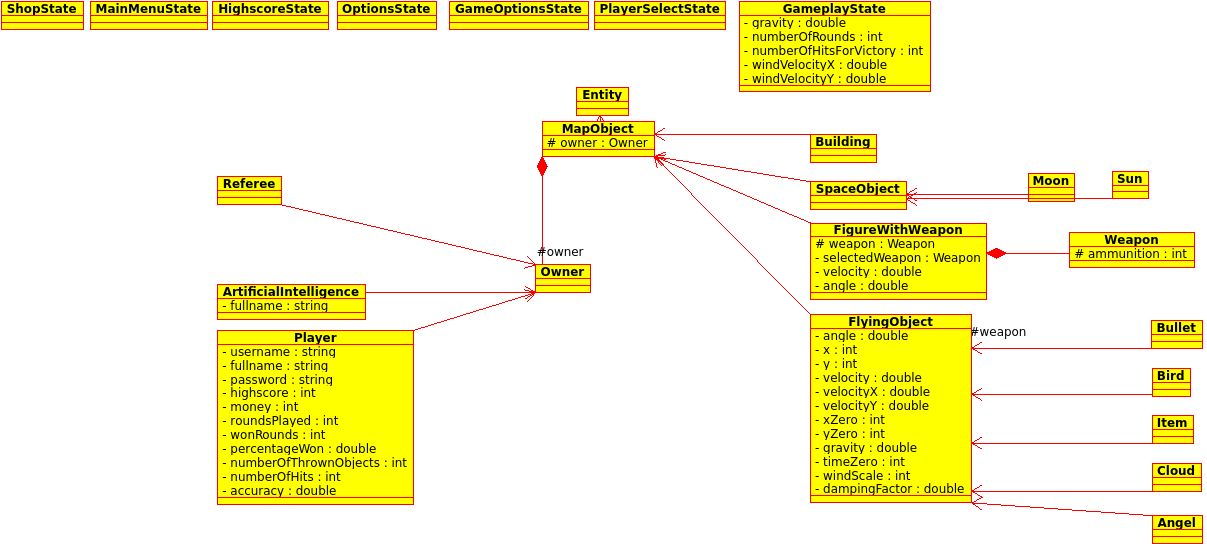 ShopState
MainMenuState
HighscoreState
OptionsState
GameOptionsState
PlayerSelectState
GameplayState
- gravity : double
- numberOfRounds : int
- numberOfHitsForVictory : int
- windVelocityX : double
- windVelocityY : double
Entity
MapObject
# owner : Owner
Building
SpaceObject
Moon
Sun
Referee
FigureWithWeapon
# weapon : Weapon
- selectedWeapon : Weapon
- velocity : double
- angle : double
Weapon
# ammunition : int
#owner
Owner
ArtificialIntelligence
- fullname : string
Player
- username : string
- fullname : string
- password : string
- highscore : int
- money : int
- roundsPlayed : int
- wonRounds : int
- percentageWon : double
- numberOfThrownObjects : int
- numberOfHits : int
- accuracy : double
FlyingObject
- angle : double
- x : int
- y : int
- velocity : double
- velocityX : double
- velocityY : double
- xZero : int
- yZero : int
- gravity : double
- timeZero : int
- windScale : int
- dampingFactor : double
#weapon
Bullet
Bird
Item
Cloud
Angel